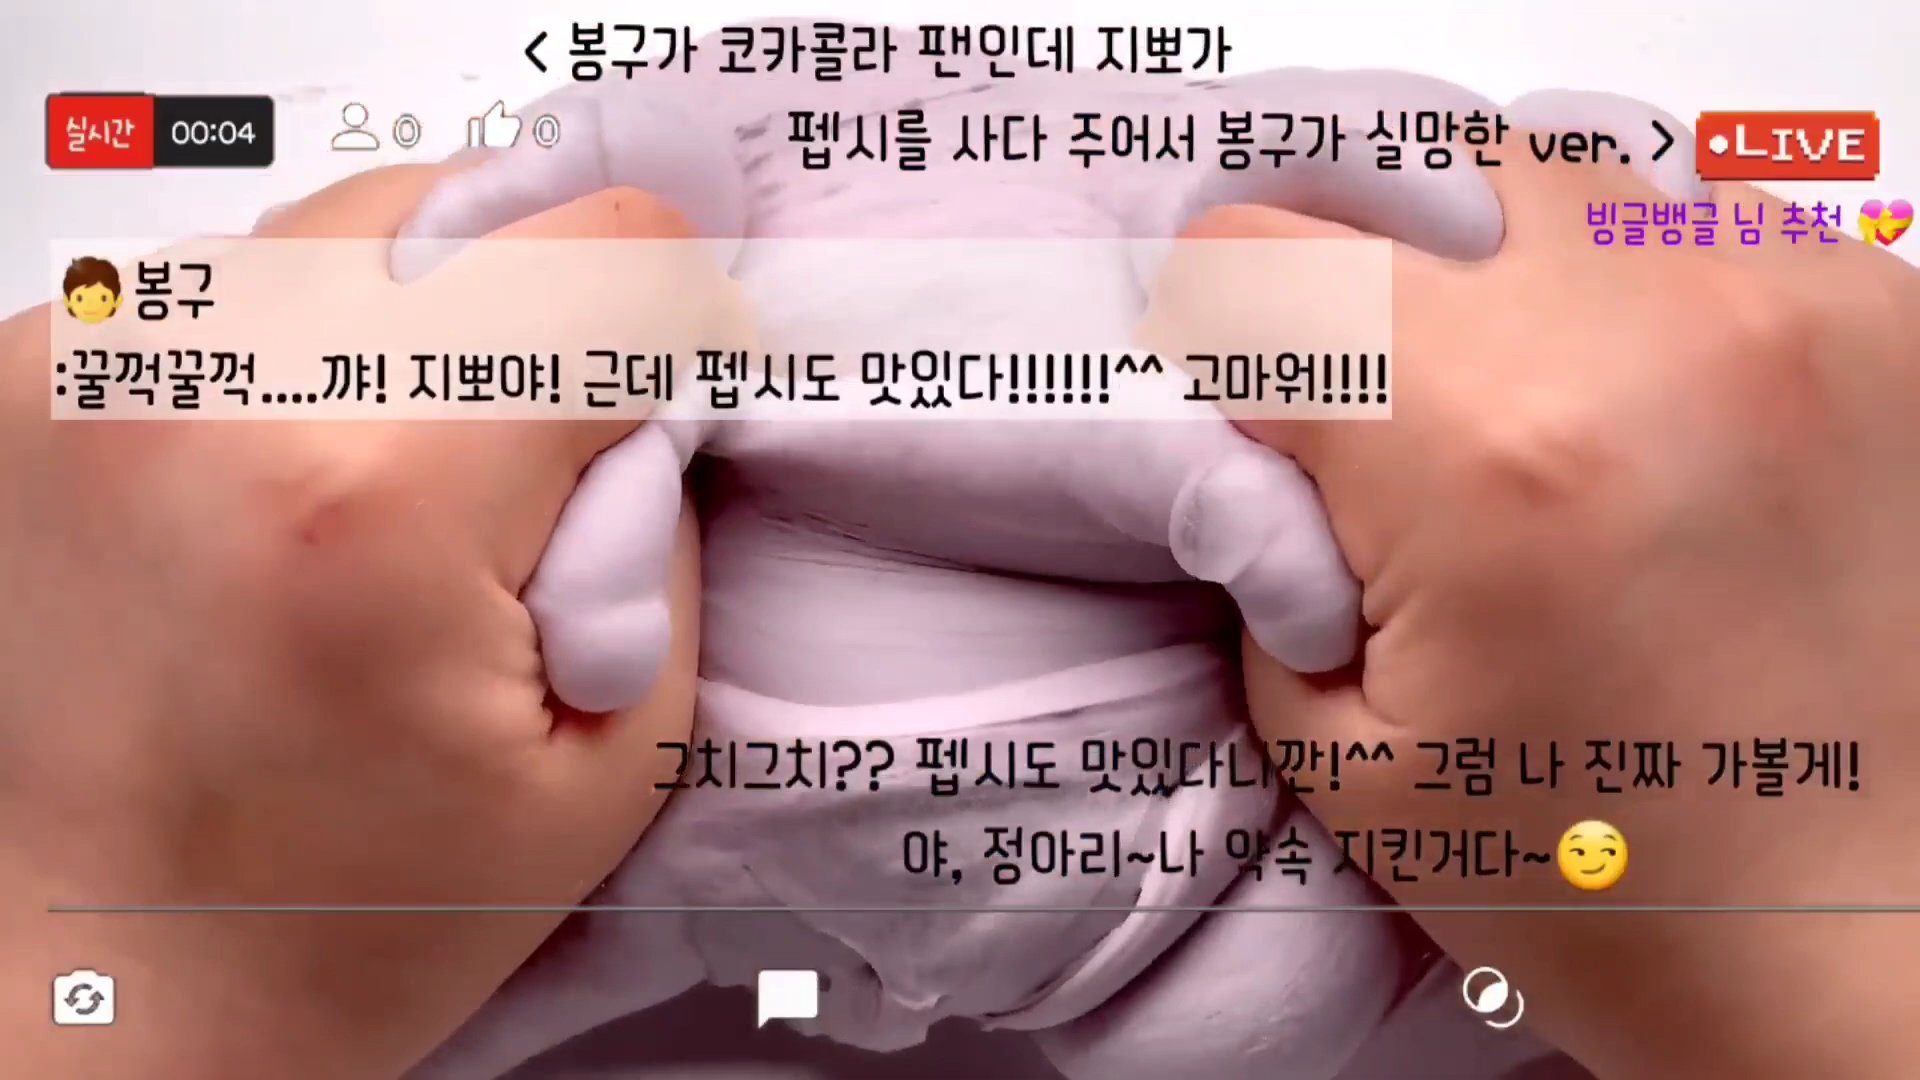 < 봉구가 코카콜라 팬인데 지뽀가
펩시를 사다 주어서 봉구가 실망한 ver. >
실시간 00:04 0 0
LIVE
빙글뱅글 님 추천
봉구
:꿀꺽꿀꺽....꺄! 지뽀야! 근데 펩시도 맛있다!!!!!!^^ 고마워!!!!
그치그치?? 펩시도 맛있다니깐!^^ 그럼 나 진짜 가볼게!
야, 정아리~나 약속 지킨거다~